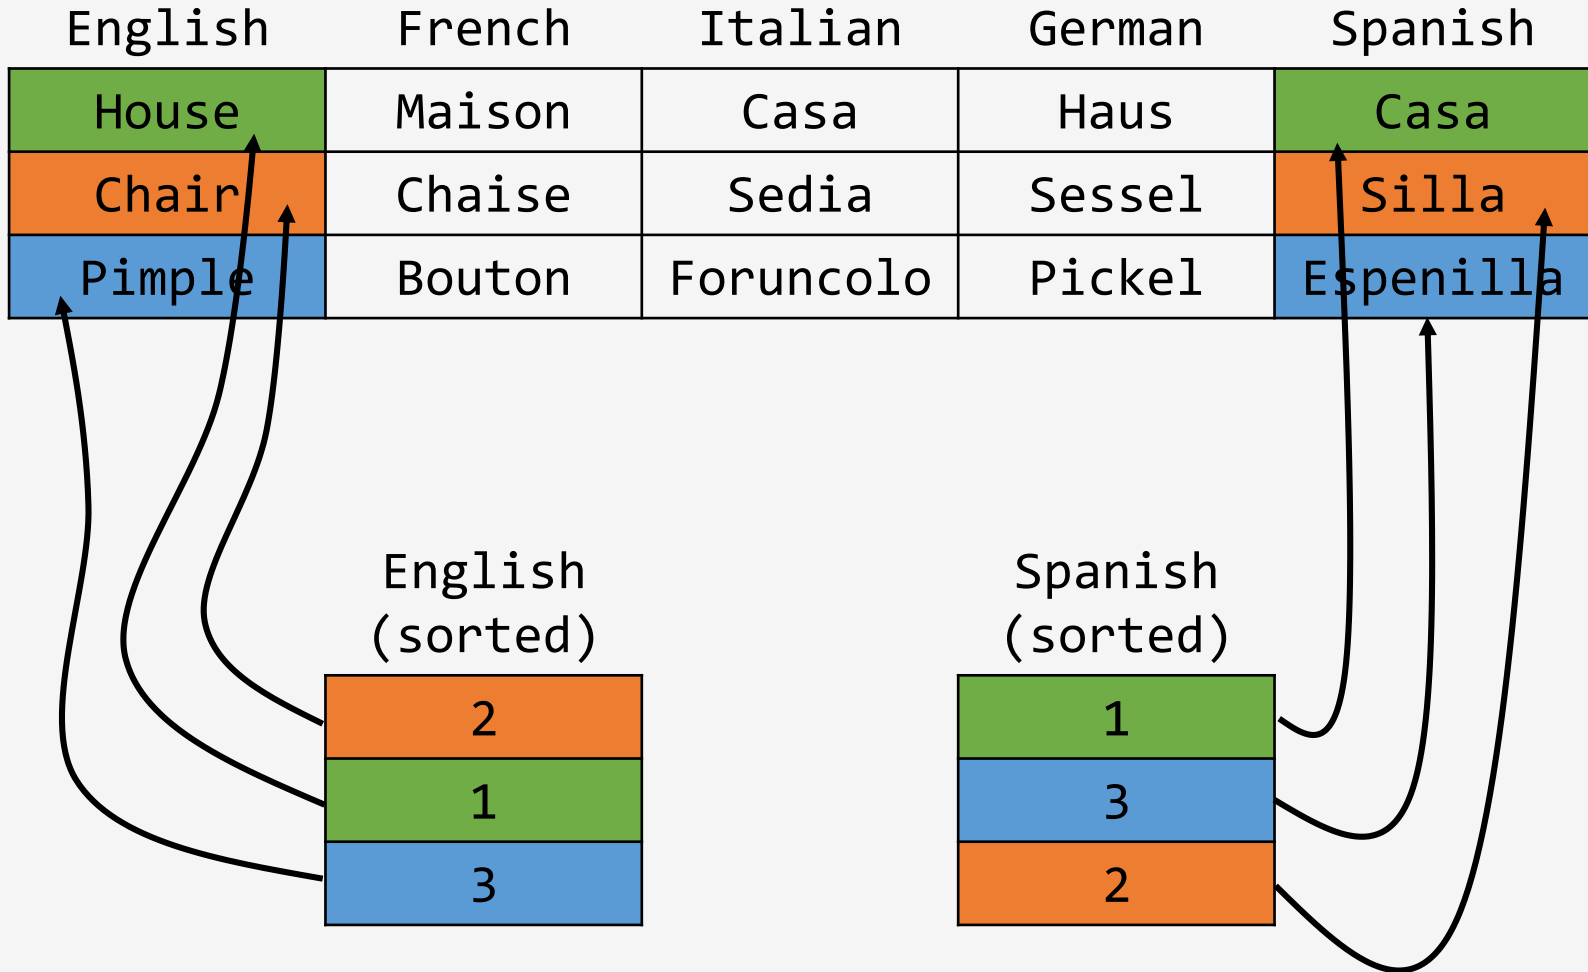 English French Italian German Spanish
House Maison Casa Haus Casa
Chair Chaise Sedia Sessel Silla
Pimple Bouton Foruncolo Pickel Espenilla
English
(sorted)
2
1
3
Spanish
(sorted)
1
3
2